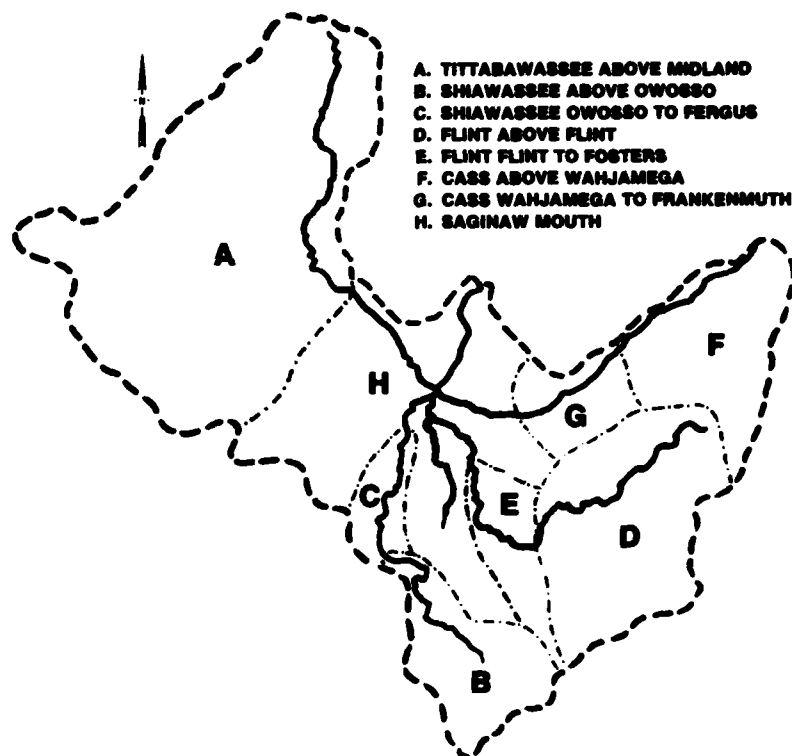 A. TITTABAWASSEE ABOVE MIDLAND
B. SHIAWASSEE ABOVE OWOSSO
C. SHIAWASSEE OWOSSO TO FERGUS
D. FLINT ABOVE FLINT
E. FLINT FLINT TO FOSTERS
F. CASS ABOVE WAHJAMEGA
G. CASS WAHJAMEGA TO FRANKENMUTH
H. SAGINAW MOUTH
A
F
H
G
C
E
D
B